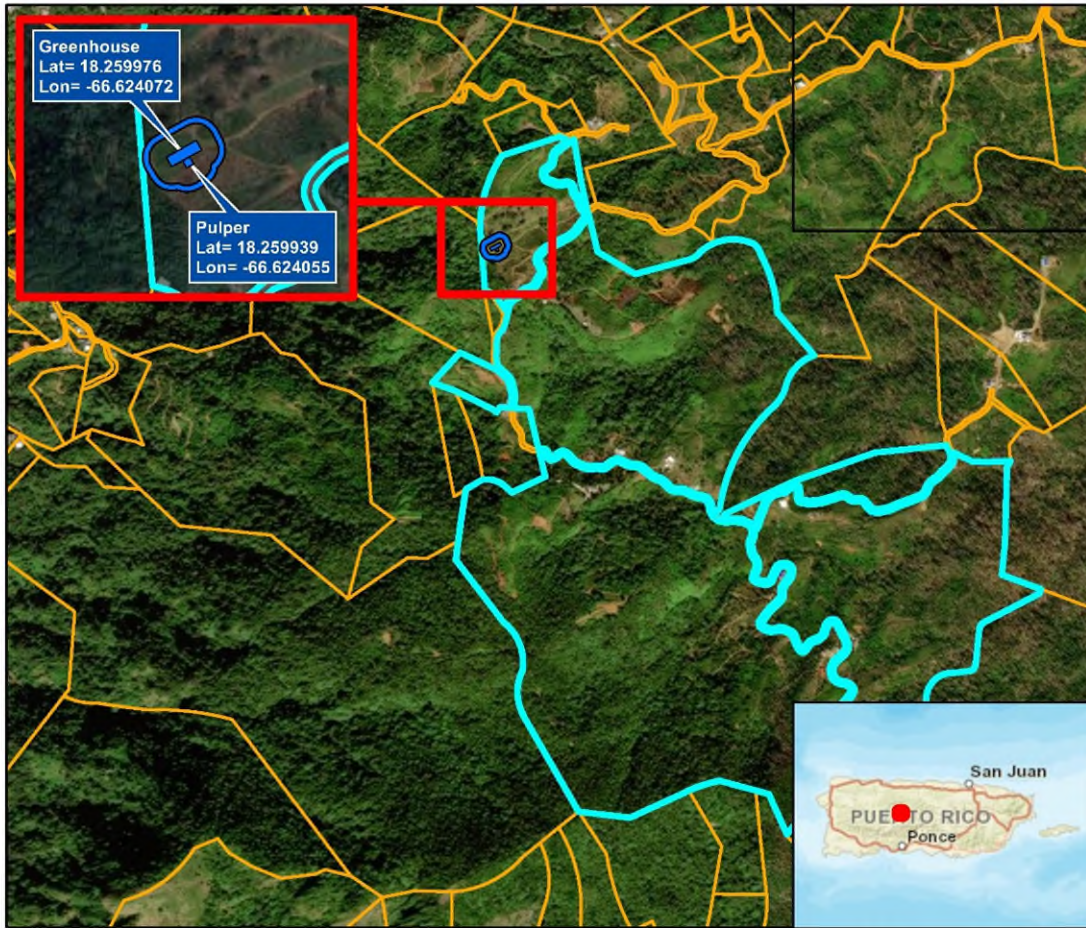 Greenhouse
Lat= 18.259976
Lon= -66.624072
Pulper
Lat= 18.259939
Lon= -66.624055
San Juan
PUERTO RICO
Ponce